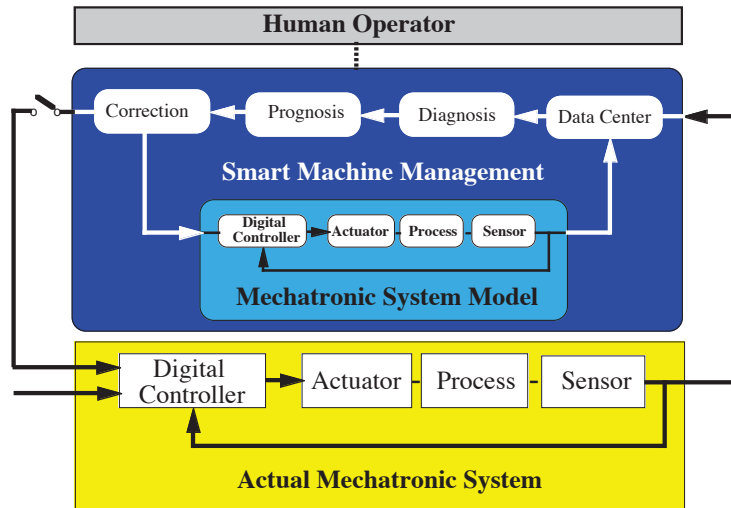 Human Operator
Correction
Prognosis
Diagnosis
Data Center
Smart Machine Management
Digital
Controller
Actuator
Process
Sensor
Mechatronic System Model
Digital
Controller
Actuator
Process
Sensor
Actual Mechatronic System